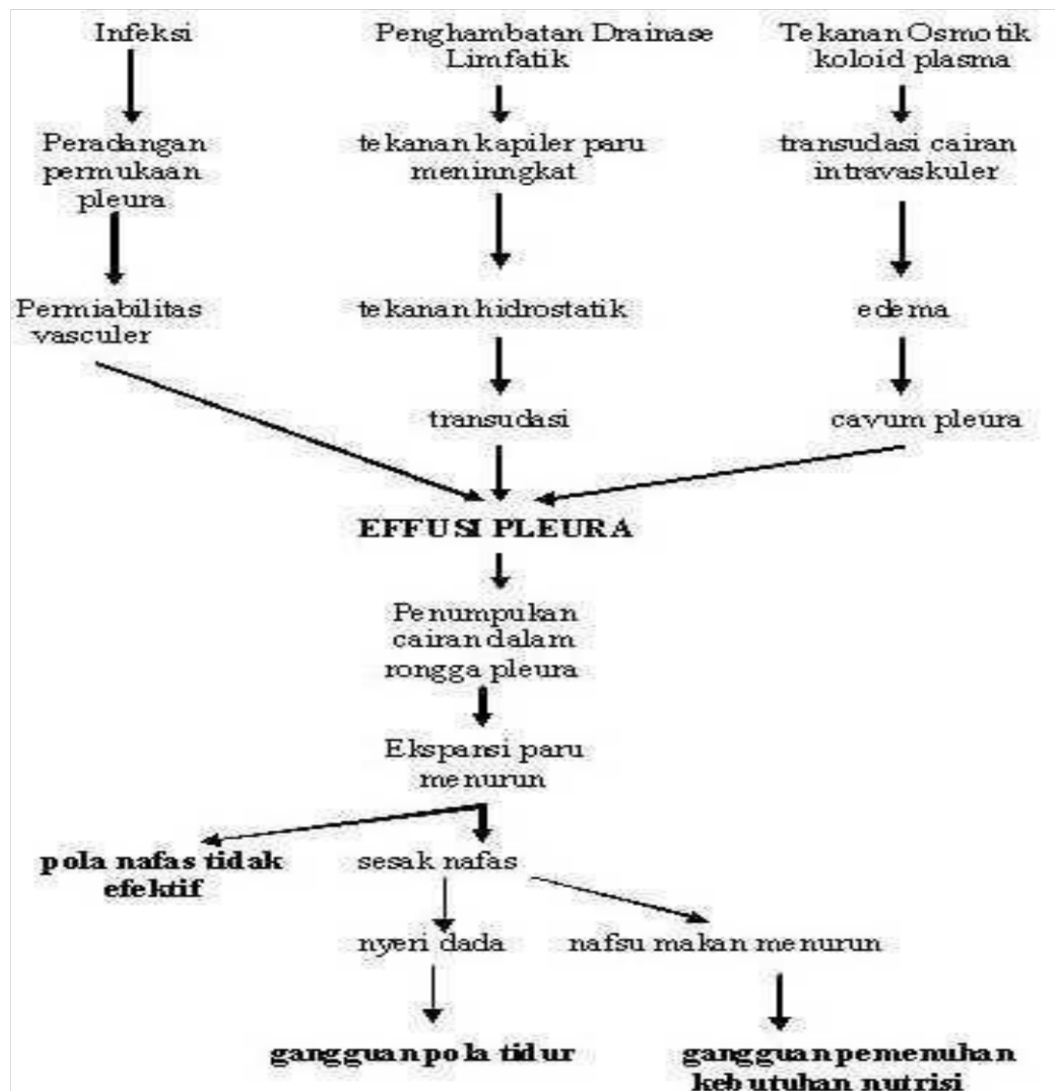 Infeksi
Penghambatan Drainase
Limfatik
Tekanan Osmotik
koloid plasma
Peradangan
permukaan
pleura
tekanan kapiler paru
meninngkat
transudasi cairan
intravaskuler
Permiabilitas
vasculer
tekanan hidrostatik
edema
transudasi
cavum pleura
EFFUSI PLEURA
Penumpukan
cairan dalam
rongga pleura
Ekspansi paru
menurun
pola nafas tidak
efektif
sesak nafas
nyeri dada
nafsu makan menurun
gangguan pola tidur
gangguan pemenuhan
kebutuhan nutrisi